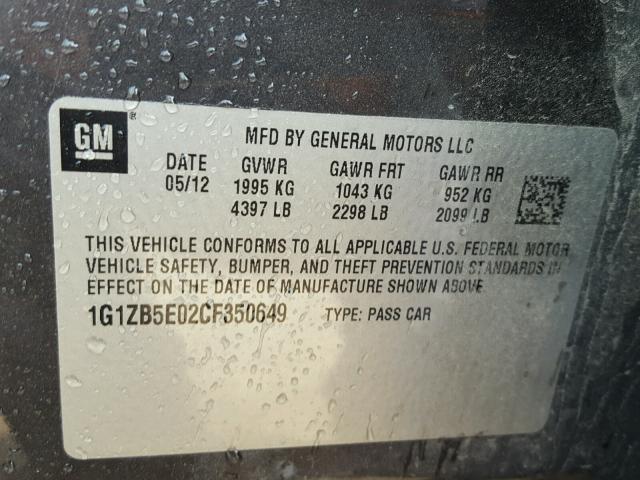 GM ®
MFD BY GENERAL MOTORS LLC
DATE GVWR GAWR FRT GAWR RR
05/12 1995 KG 1043 KG 952 KG
4397 LB 2298 LB 2099 LB
THIS VEHICLE CONFORMS TO ALL APPLICABLE U.S. FEDERAL MOTOR
VEHICLE SAFETY, BUMPER, AND THEFT PREVENTION STANDARDS IN
EFFECT ON THE DATE OF MANUFACTURE SHOWN ABOVE
1G1ZB5E02CF350649 TYPE: PASS CAR